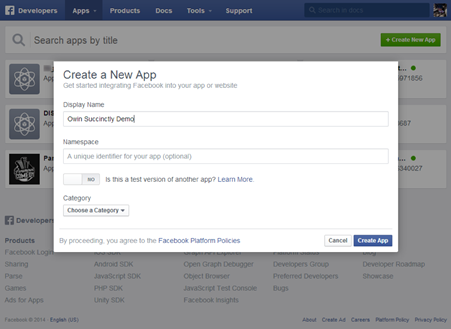 Developers Apps Products Docs Tools Support Search in docs
Search apps by title + Create New App
Create a New App
Get started integrating Facebook into your app or website
Display Name
Owin Succinctly Demo
Namespace
A unique identifier for your app (optional)
NO Is this a test version of another app? Learn More.
Category
Choose a Category
By proceeding, you agree to the Facebook Platform Policies Cancel Create App
App
971856
DI
App
0687
Par
App
340027
Developers
Products
Facebook Login
Sharing Android SDK Open Graph Debugger Developers Group Developer Roadmap
Parse JavaScript SDK Object Browser Preferred Developers Showcase
Games PHP SDK JavaScript Test Console Bugs
Ads for Apps Unity SDK Facebook Insights
Facebook © 2014 · English (US) About Create Ad Careers Platform Policy Privacy Policy